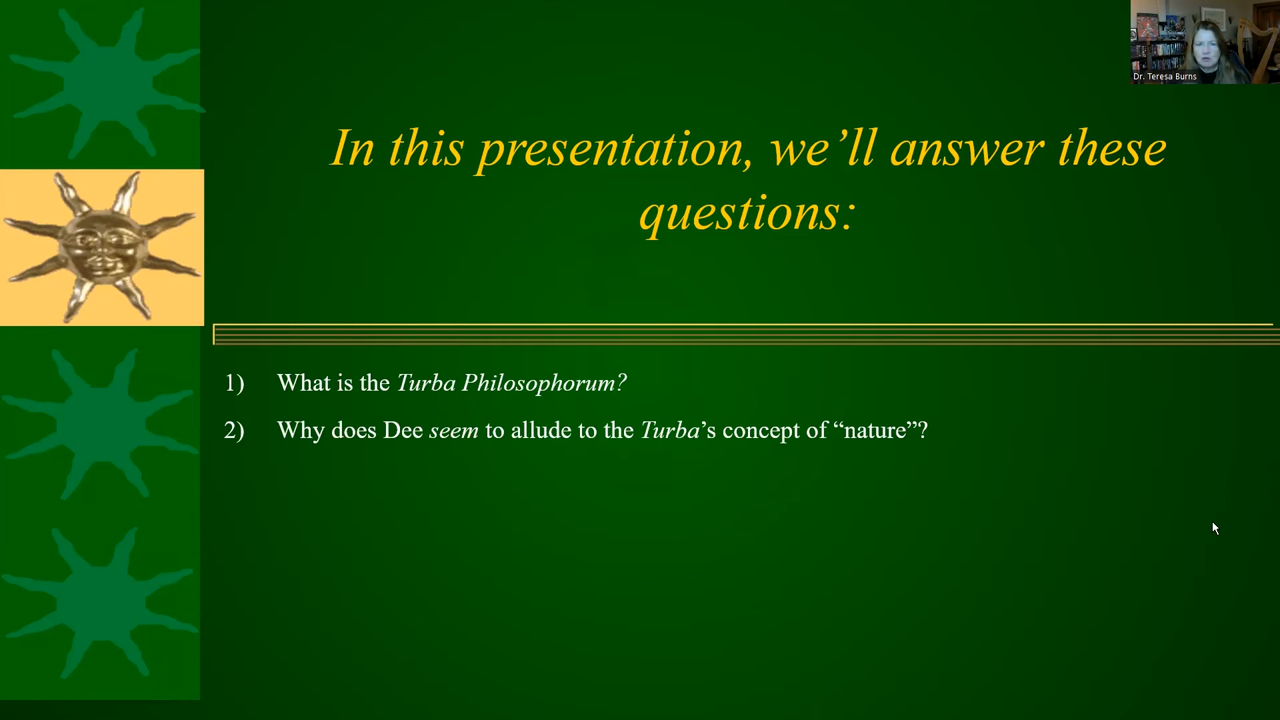 Dr. Teresa Burns
In this presentation, we’ll answer these
questions:
1) What is the Turba Philosophorum?
2) Why does Dee seem to allude to the Turba’s concept of “nature”?